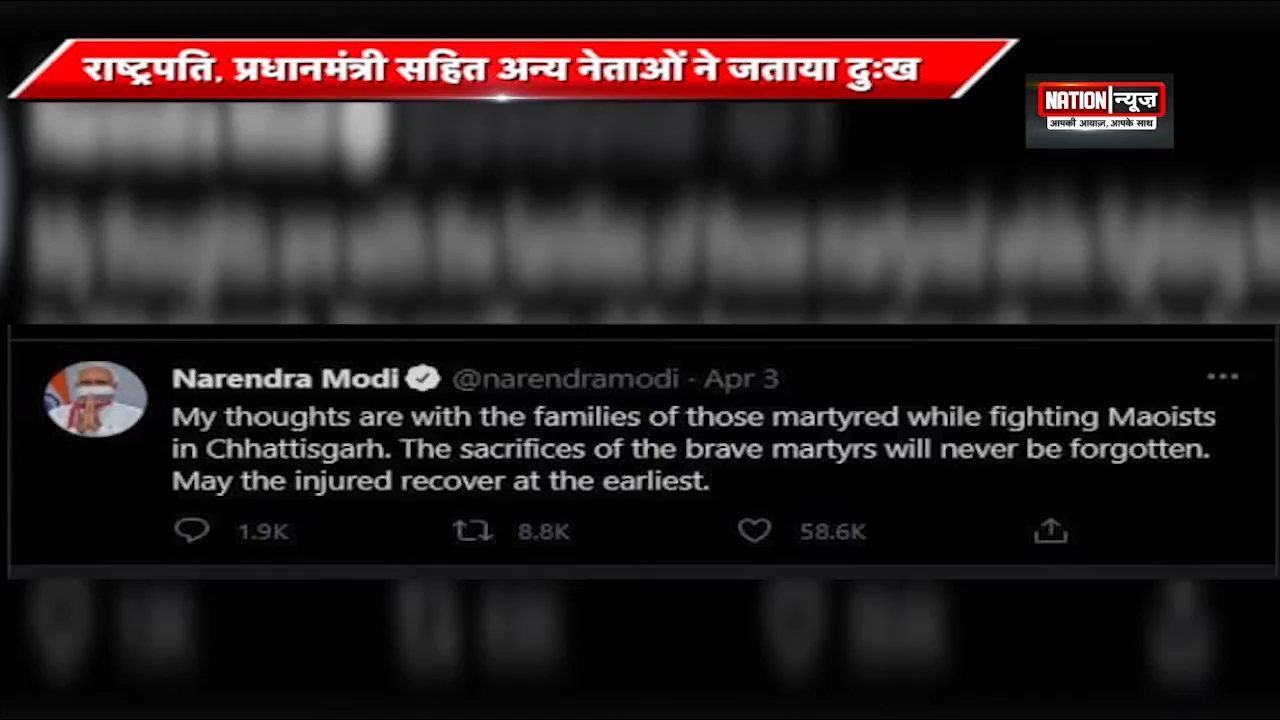 राष्ट्रपति, प्रधानमंत्री सहित अन्य नेताओं ने जताया दुःख
NATION न्यूज़
आपकी आवाज़, आपके साथ
Narendra Modi @narendramodi · Apr 3
My thoughts are with the families of those martyred while fighting Maoists
in Chhattisgarh. The sacrifices of the brave martyrs will never be forgotten.
May the injured recover at the earliest.
1.9K 8.8K 58.6K